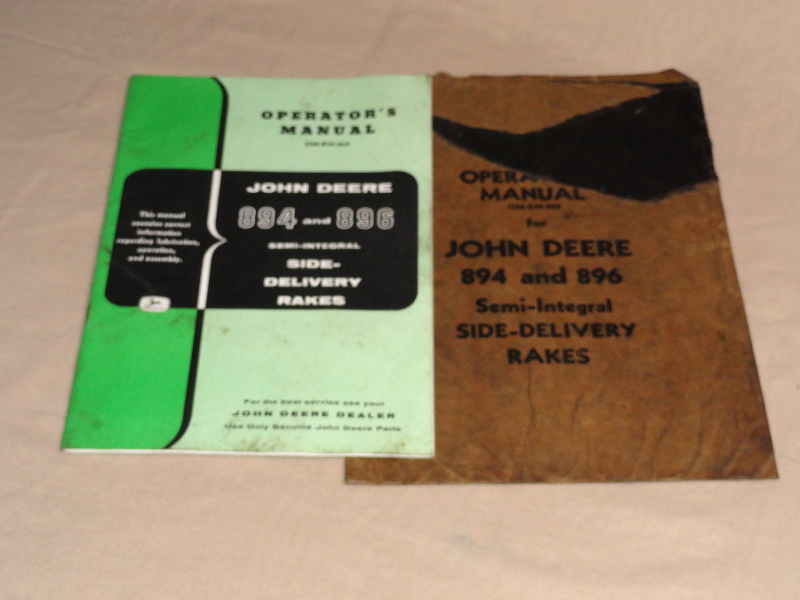 OPERATOR'S
MANUAL
JOHN DEERE
894 and 896
SEMI-INTEGRAL
SIDE-
DELIVERY
RAKES
This manual
contains correct
information
regarding lubrication,
operation,
and assembly.
For the best service see your
JOHN DEERE DEALER
Use Only Genuine John Deere Parts
OPERA
MANUAL
for
JOHN DEERE
894 and 896
Semi-Integral
SIDE-DELIVERY
RAKES